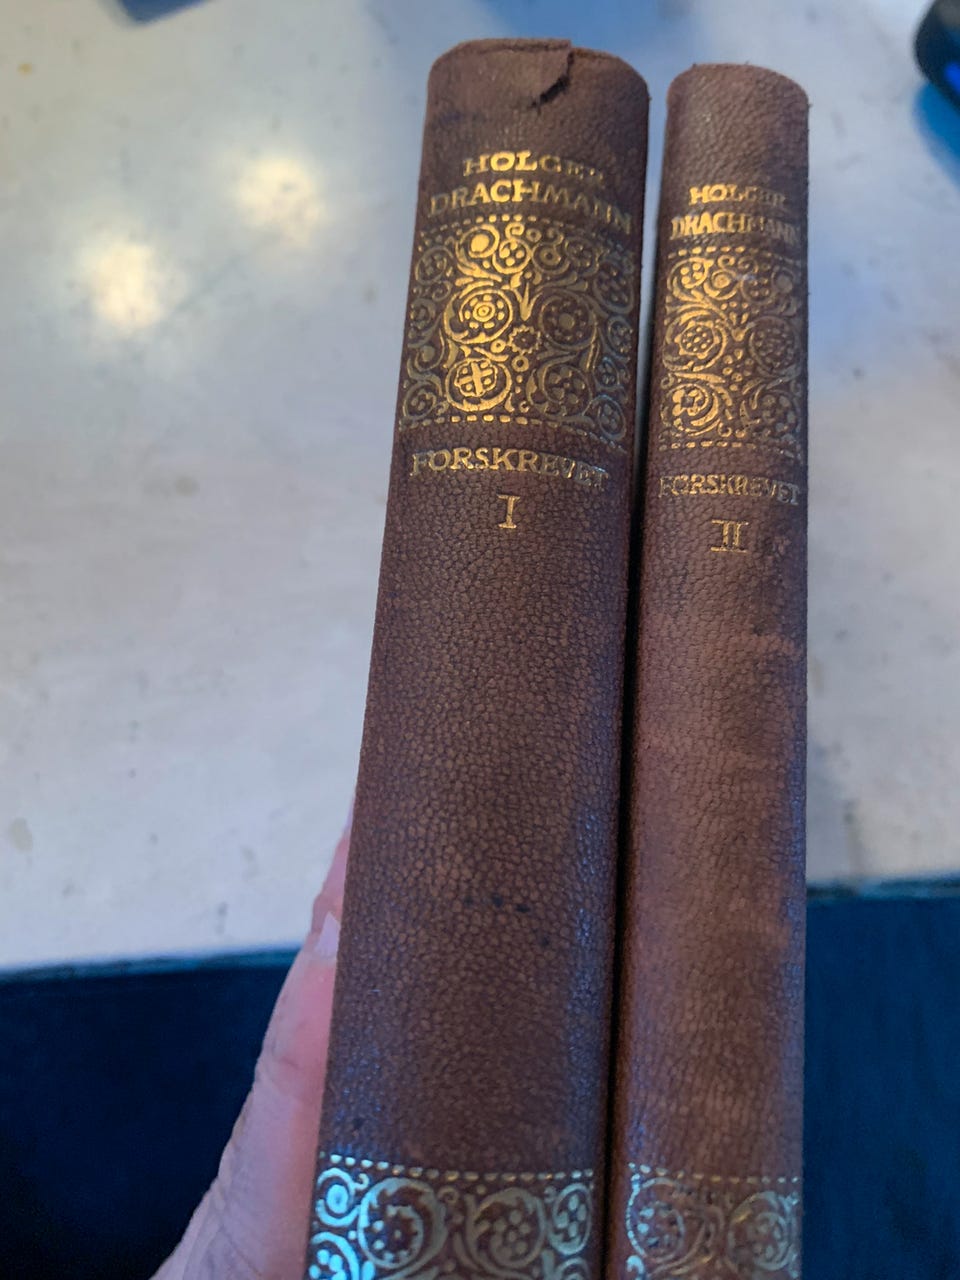 HOLGER
DRACHMANN
FORSKREVET
I
HOLGER
DRACHMANN
FORSKREVET
II